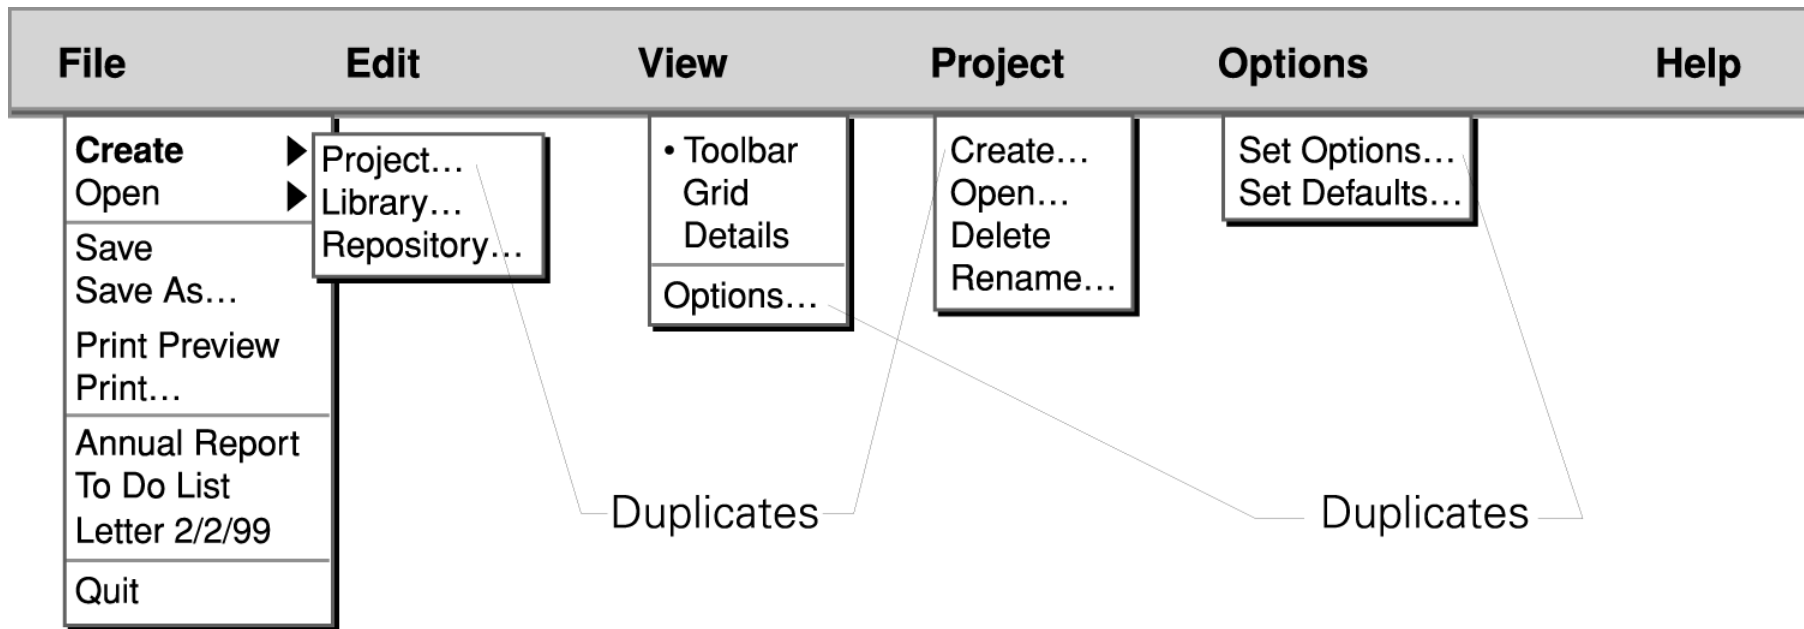 File Edit View Project Options Help
Create
Open
Save
Save As…
Print Preview
Print…
Annual Report
To Do List
Letter 2/2/99
Quit
Project…
Library…
Repository…
• Toolbar
Grid
Details
Options…
Create…
Open…
Delete
Rename…
Set Options…
Set Defaults…
Duplicates
Duplicates